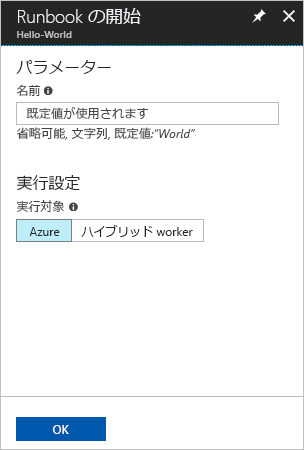 Runbook の開始
Hello-World
パラメーター
名前
既定値が使用されます
省略可能, 文字列, 既定値:“World”
実行設定
実行対象
Azure ハイブリッド worker
OK